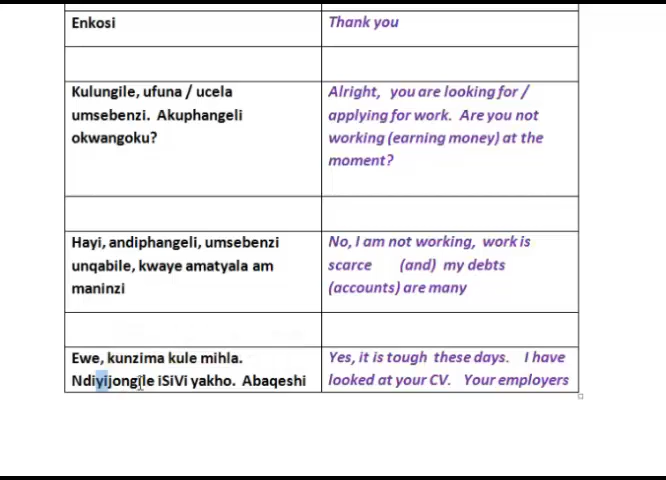 Enkosi
Thank you
Kulungile, ufuna / ucela
umsebenzi. Akuphangeli
okwangoku?
Alright, you are looking for /
applying for work. Are you not
working (earning money) at the
moment?
Hayi, andiphangeli, umsebenzi
unqabile, kwaye amatyala am
maninzi
No, I am not working, work is
scarce (and) my debts
(accounts) are many
Ewe, kunzima kule mihla.
Ndiyijongile iSiVi yakho. Abaqeshi
Yes, it is tough these days. I have
looked at your CV. Your employers